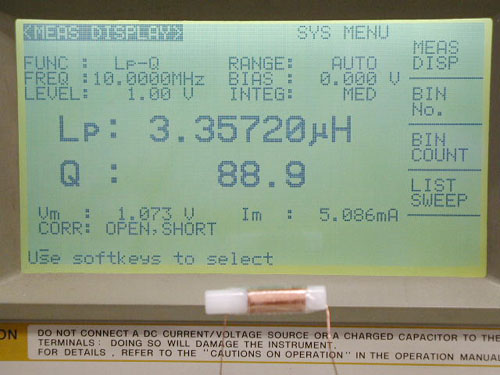 <MEAS DISPLAY> SYS MENU
FUNC : Lp-Q RANGE: AUTO
FREQ :10.0000MHz BIAS : 0.000 V
LEVEL: 1.00 V INTEG: MED
Lp: 3.35720μH
Q : 88.9
Vm : 1.073 V Im : 5.086mA
CORR: OPEN,SHORT
Use softkeys to select
MEAS
DISP
BIN
No.
BIN
COUNT
LIST
SWEEP
ON
DO NOT CONNECT A DC CURRENT/VOLTAGE SOURCE OR A CHARGED CAPACITOR TO THE
TERMINALS : DOING SO WILL DAMAGE THE INSTRUMENT.
FOR DETAILS , REFER TO THE "CAUTIONS ON OPERATION" IN THE OPERATION MANUAL